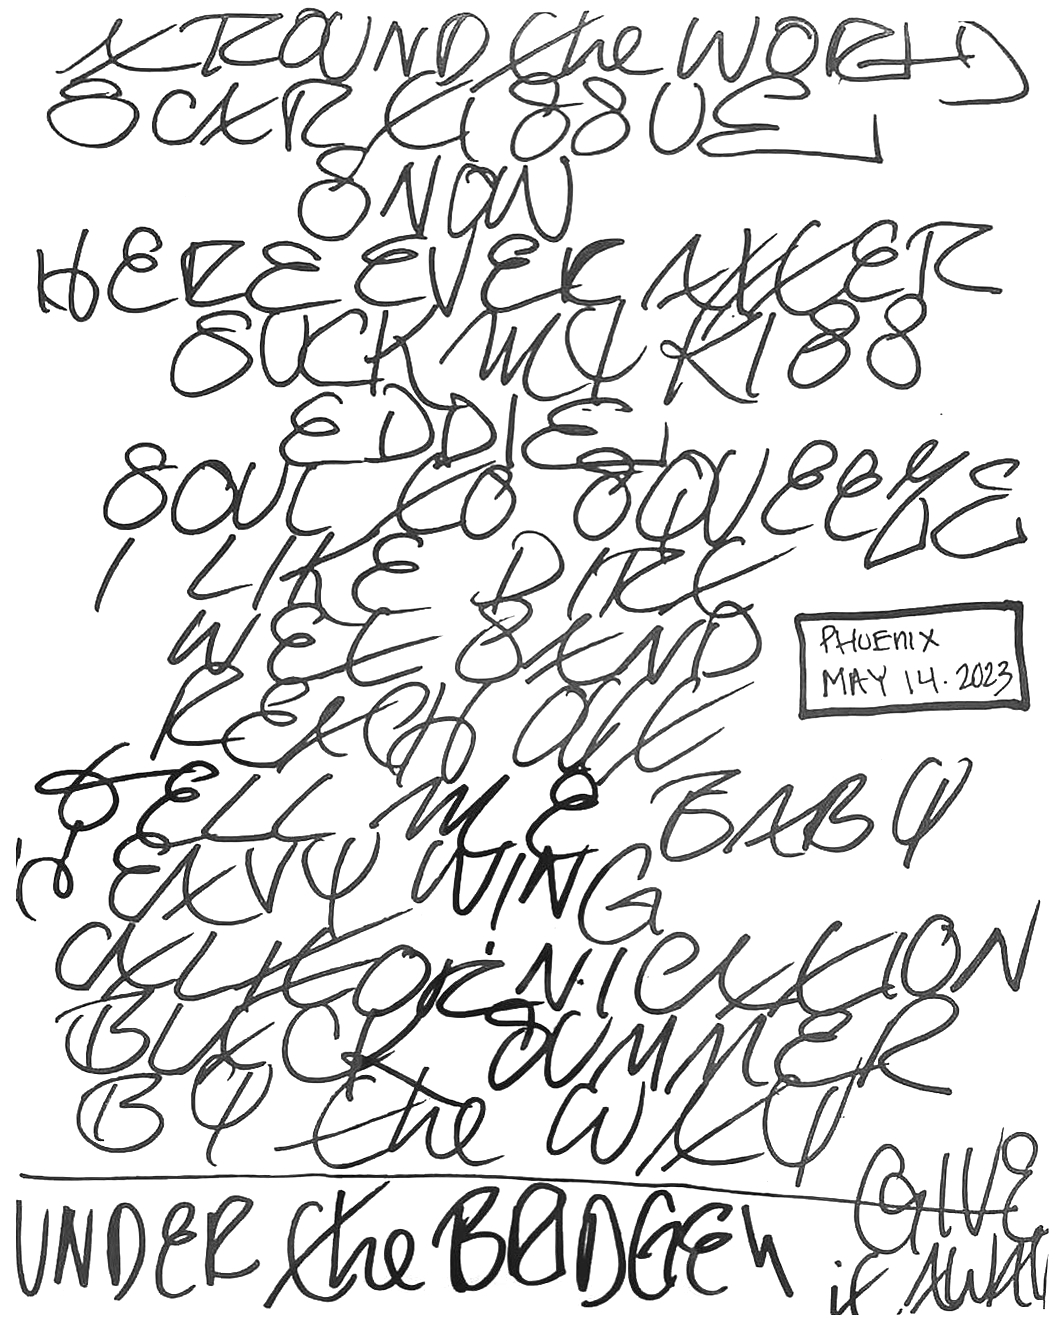 AROUND the WORLD
SCAR TISSUE
SNOW
HERE EVER AFTER
SUCK MY KISS
EDDIE
SOUL TO SQUEEZE
I LIKE DIRT
WET SAND
REACH OUT
TELL ME BABY
HEAVY WING
CALIFORNICATION
BLACK SUMMER
BY the WAY
UNDER the BRIDGE
GIVE
it AWAY
PHOENIX
MAY 14. 2023